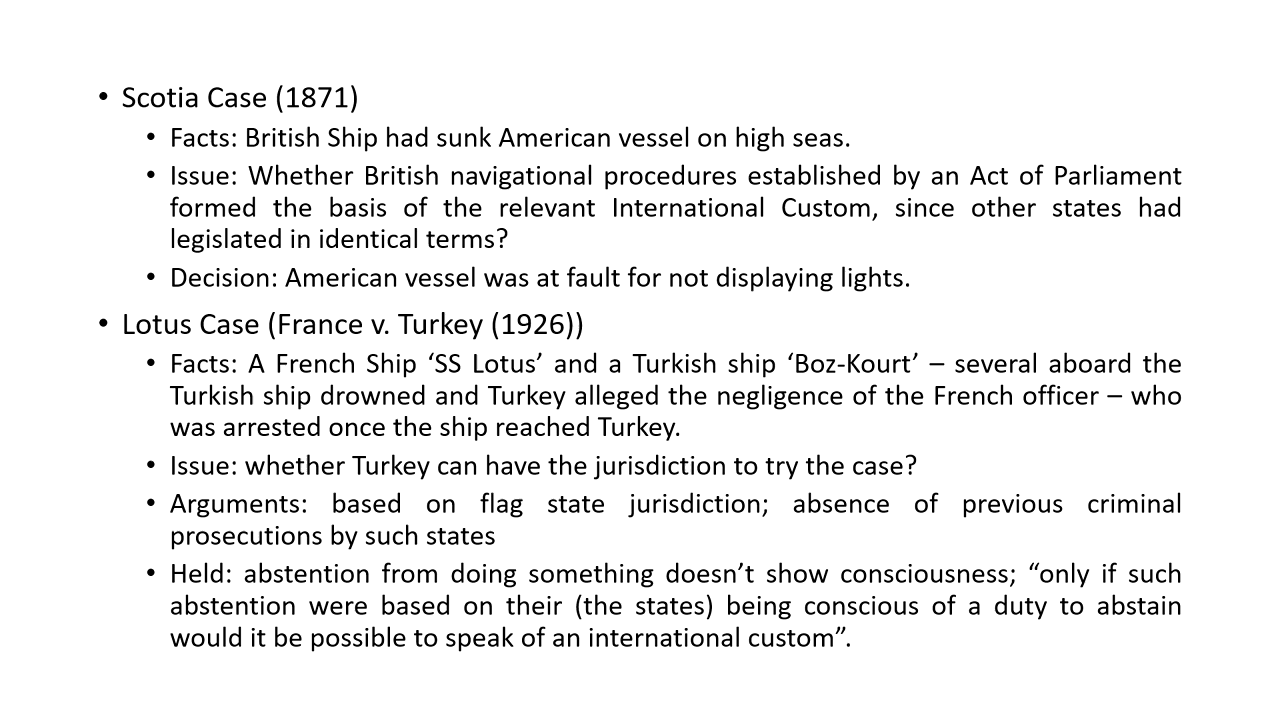 • Scotia Case (1871)
• Facts: British Ship had sunk American vessel on high seas.
• Issue: Whether British navigational procedures established by an Act of Parliament
formed the basis of the relevant International Custom, since other states had
legislated in identical terms?
• Decision: American vessel was at fault for not displaying lights.
• Lotus Case (France v. Turkey (1926))
• Facts: A French Ship ‘SS Lotus’ and a Turkish ship ‘Boz-Kourt’ – several aboard the
Turkish ship drowned and Turkey alleged the negligence of the French officer – who
was arrested once the ship reached Turkey.
• Issue: whether Turkey can have the jurisdiction to try the case?
• Arguments: based on flag state jurisdiction; absence of previous criminal
prosecutions by such states
• Held: abstention from doing something doesn’t show consciousness; “only if such
abstention were based on their (the states) being conscious of a duty to abstain
would it be possible to speak of an international custom”.